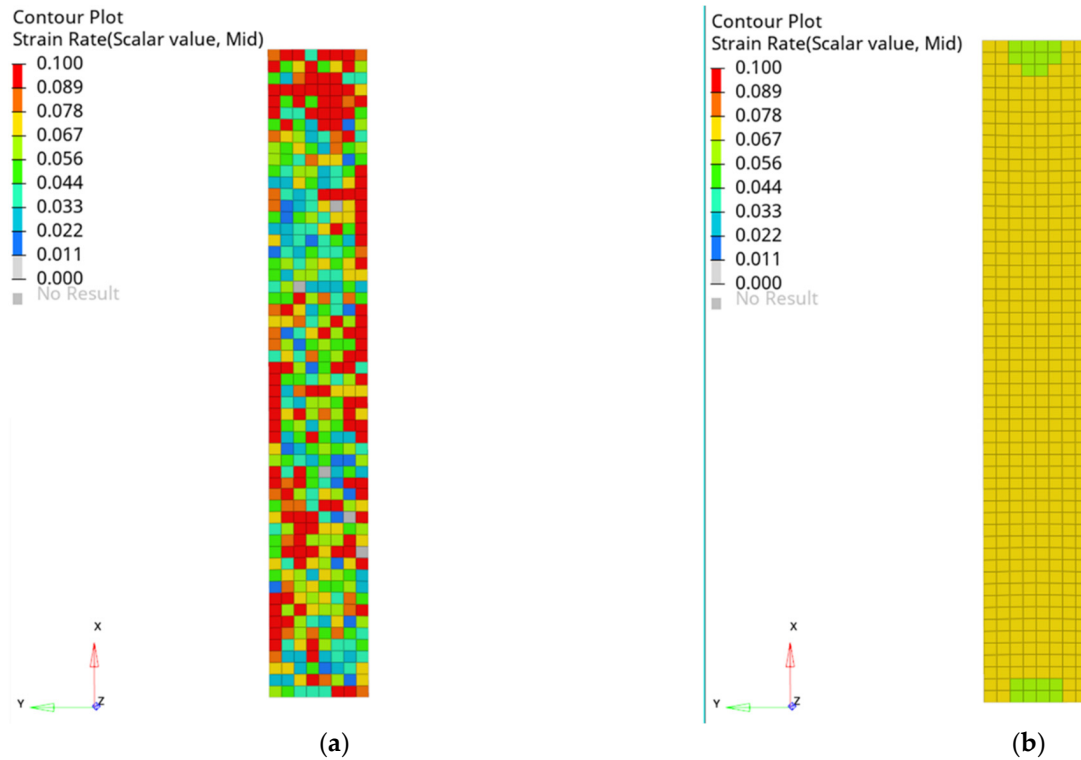 Contour Plot
Strain Rate(Scalar value, Mid)
0.100
0.089
0.078
0.067
0.056
0.044
0.033
0.022
0.011
0.000
No Result
X
Y
Z
(a)
Contour Plot
Strain Rate(Scalar value, Mid)
0.100
0.089
0.078
0.067
0.056
0.044
0.033
0.022
0.011
0.000
No Result
X
Y
Z
(b)